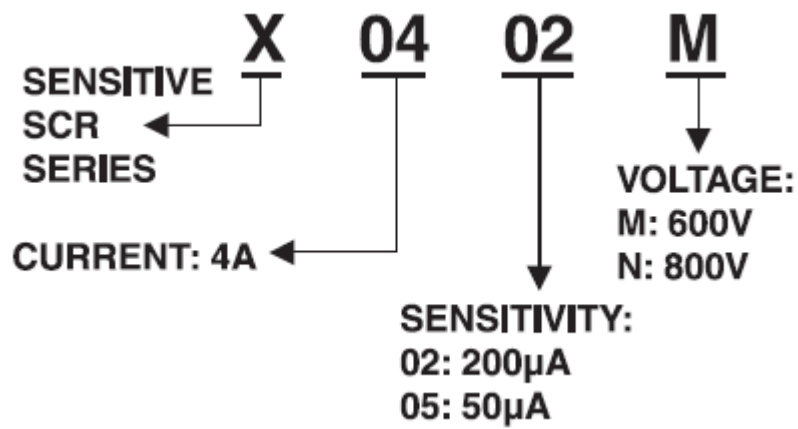 X 04 02 M
SENSITIVE
SCR
SERIES
CURRENT: 4A
SENSITIVITY:
02: 200µA
05: 50µA
VOLTAGE:
M: 600V
N: 800V